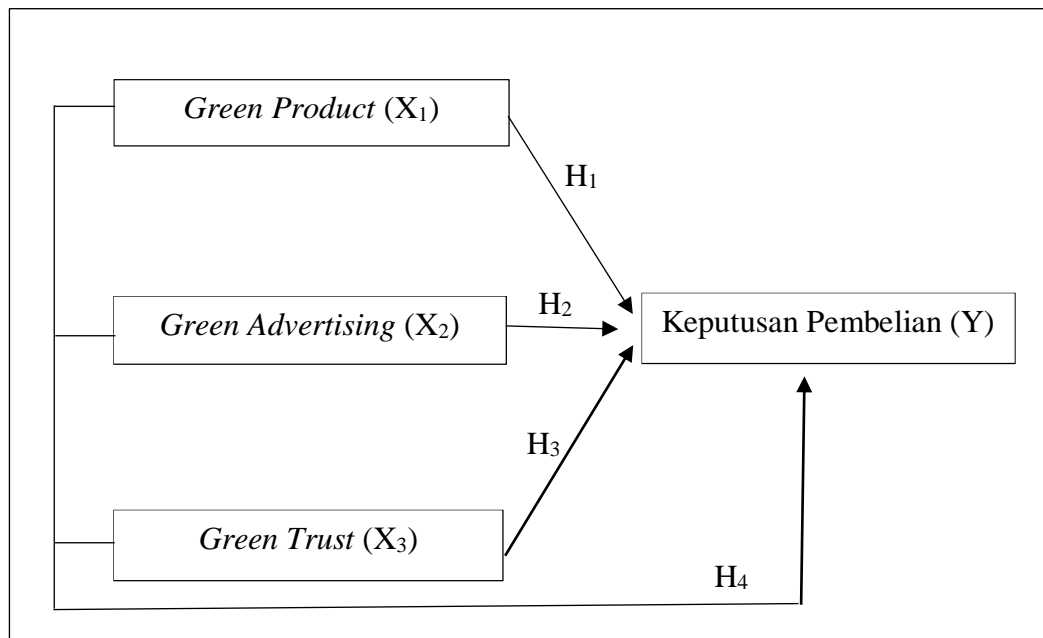 Green Product (X₁)
H₁
Green Advertising (X₂)
H₂
Keputusan Pembelian (Y)
H₃
Green Trust (X₃)
H₄